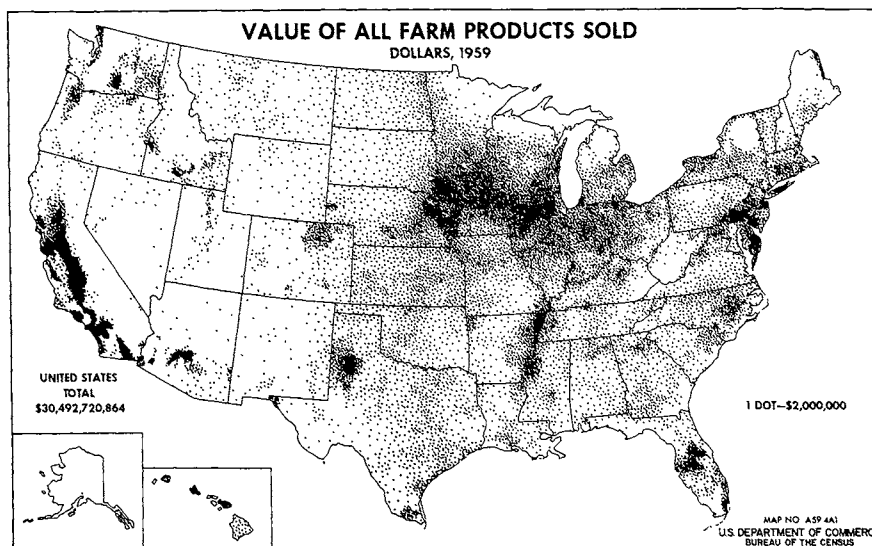 VALUE OF ALL FARM PRODUCTS SOLD
DOLLARS, 1959
UNITED STATES
TOTAL
$30,492,720,864
1 DOT—$2,000,000
MAP NO. A59 4A1
U.S. DEPARTMENT OF COMMERCE
BUREAU OF THE CENSUS